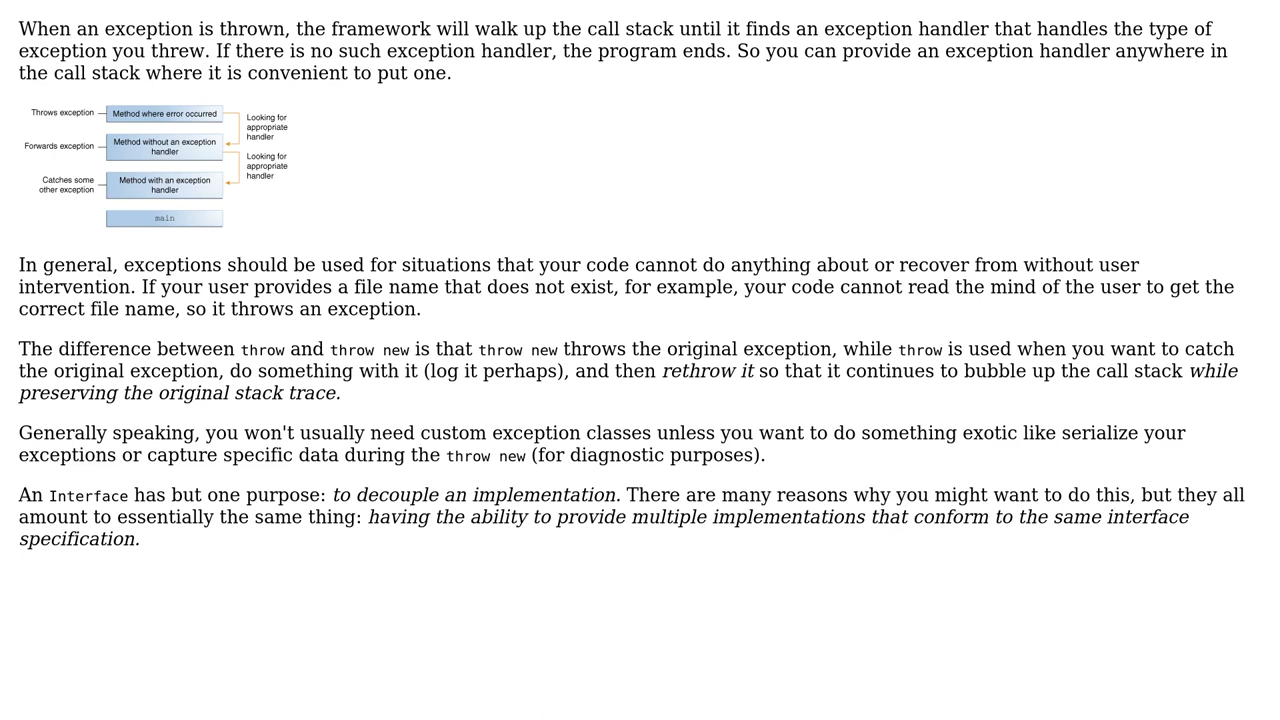 When an exception is thrown, the framework will walk up the call stack until it finds an exception handler that handles the type of
exception you threw. If there is no such exception handler, the program ends. So you can provide an exception handler anywhere in
the call stack where it is convenient to put one.
Throws exception
Method where error occurred
Looking for
appropriate
handler
Forwards exception
Method without an exception
handler
Looking for
appropriate
handler
Catches some
other exception
Method with an exception
handler
main
In general, exceptions should be used for situations that your code cannot do anything about or recover from without user
intervention. If your user provides a file name that does not exist, for example, your code cannot read the mind of the user to get the
correct file name, so it throws an exception.
The difference between throw and throw new is that throw new throws the original exception, while throw is used when you want to catch
the original exception, do something with it (log it perhaps), and then rethrow it so that it continues to bubble up the call stack while
preserving the original stack trace.
Generally speaking, you won't usually need custom exception classes unless you want to do something exotic like serialize your
exceptions or capture specific data during the throw new (for diagnostic purposes).
An Interface has but one purpose: to decouple an implementation. There are many reasons why you might want to do this, but they all
amount to essentially the same thing: having the ability to provide multiple implementations that conform to the same interface
specification.